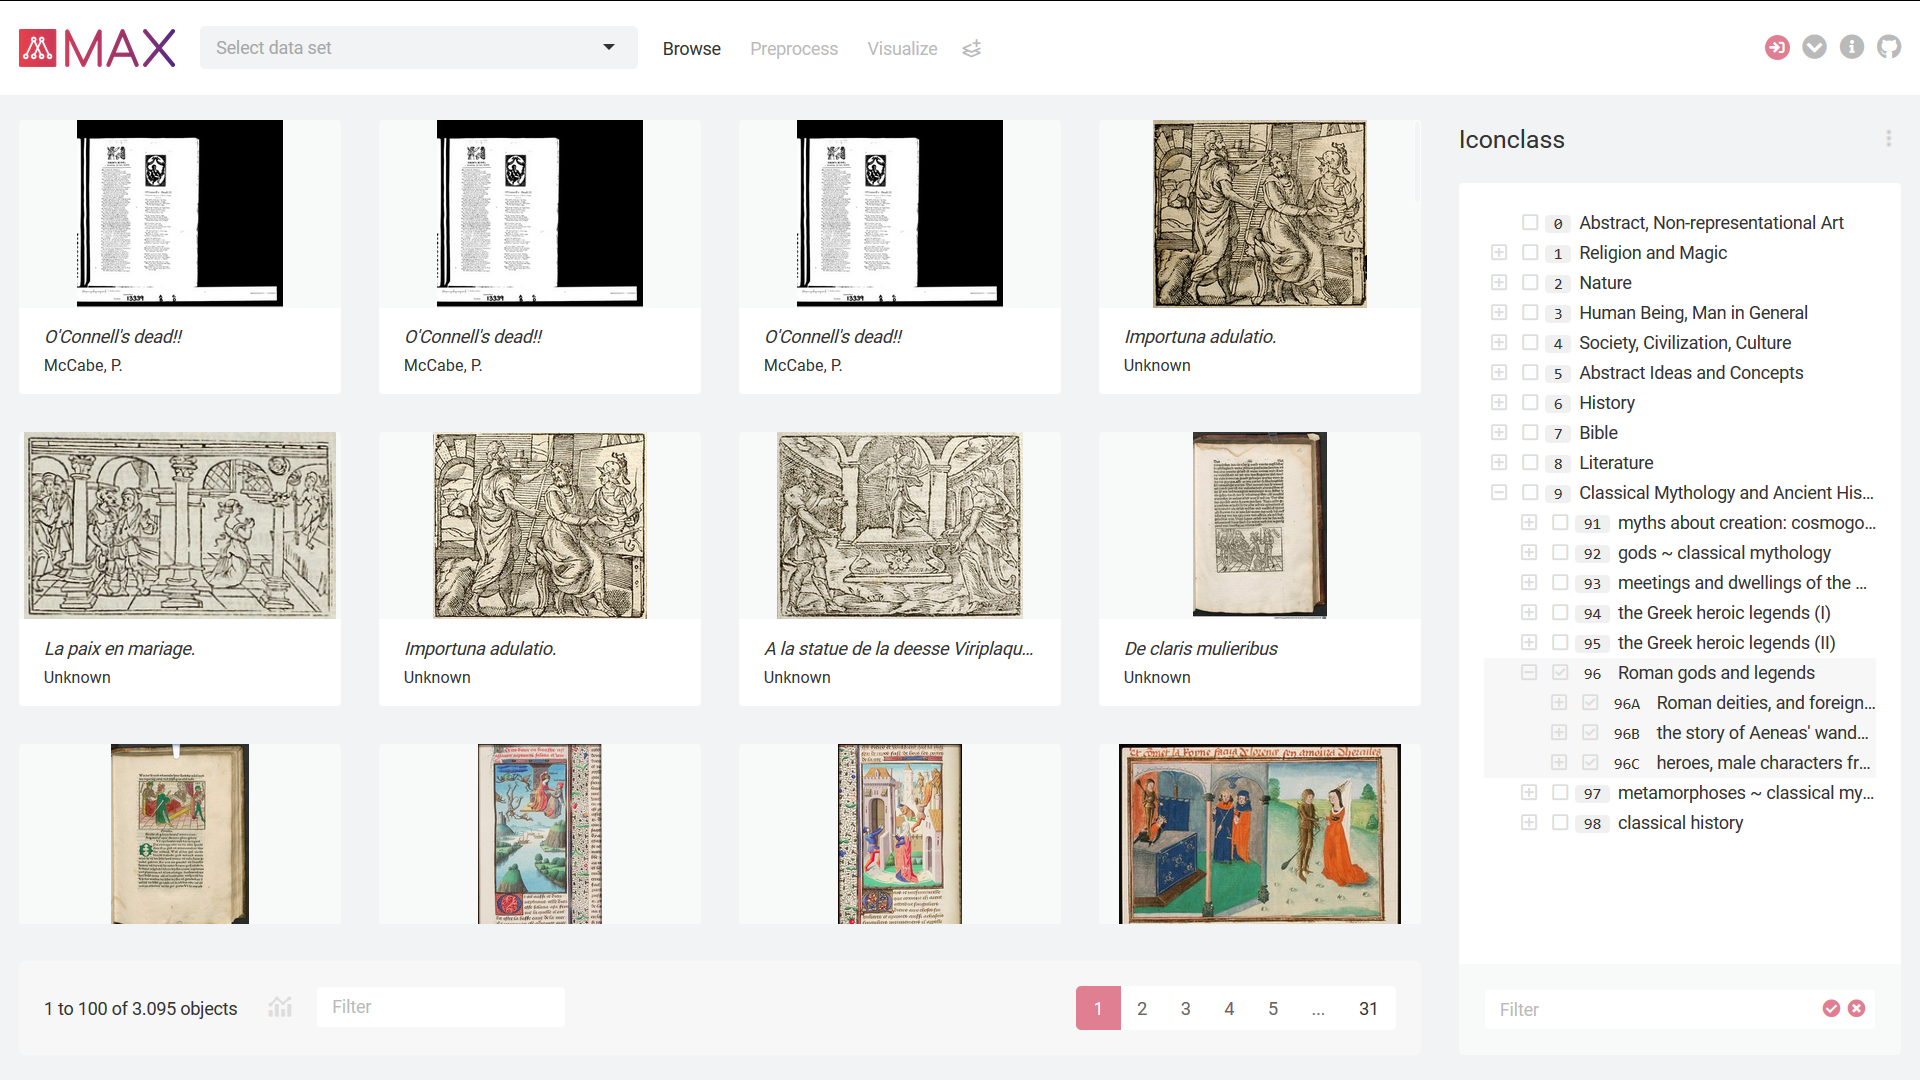 MAX
Select data set
Browse
Preprocess
Visualize
O'Connell's dead!!
McCabe, P.
O'Connell's dead!!
McCabe, P.
O'Connell's dead!!
McCabe, P.
Importuna adulatio.
Unknown
La paix en mariage.
Unknown
Importuna adulatio.
Unknown
A la statue de la deesse Viriplaqu...
Unknown
De claris mulieribus
Unknown
1 to 100 of 3.095 objects
Filter
1 2 3 4 5 ... 31
Iconclass
0 Abstract, Non-representational Art
1 Religion and Magic
2 Nature
3 Human Being, Man in General
4 Society, Civilization, Culture
5 Abstract Ideas and Concepts
6 History
7 Bible
8 Literature
9 Classical Mythology and Ancient His...
91 myths about creation: cosmogo...
92 gods ~ classical mythology
93 meetings and dwellings of the ...
94 the Greek heroic legends (I)
95 the Greek heroic legends (II)
96 Roman gods and legends
96A Roman deities, and foreign...
96B the story of Aeneas' wand...
96C heroes, male characters fr...
97 metamorphoses ~ classical my...
98 classical history
Filter